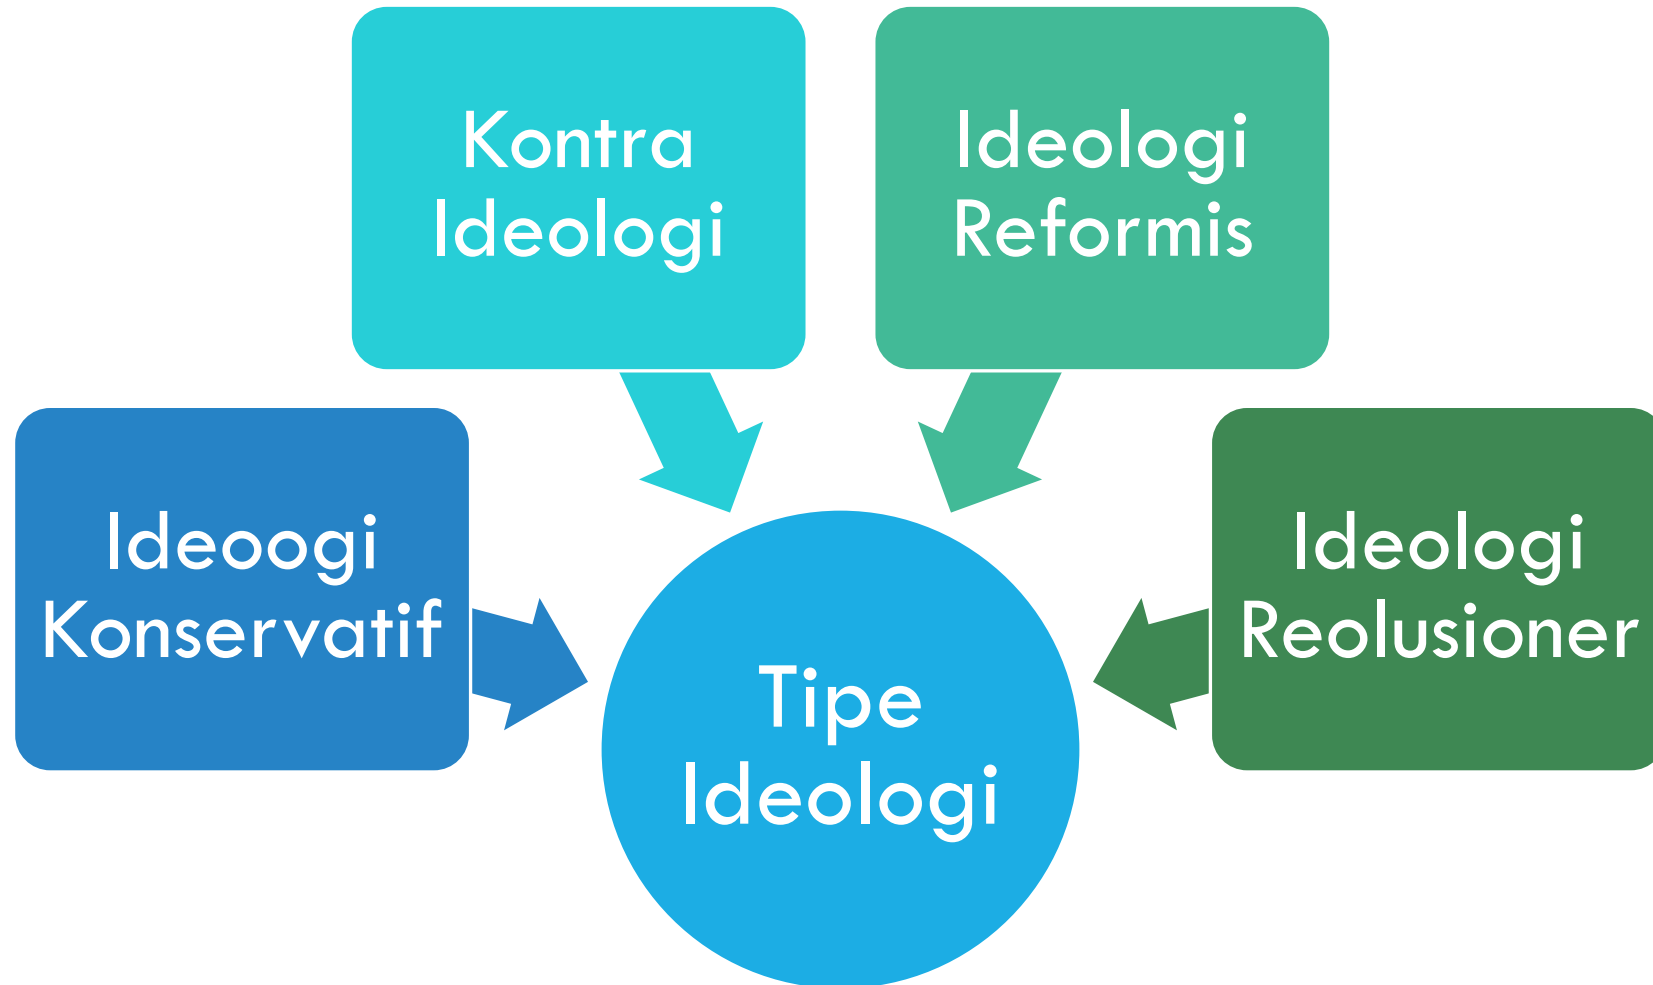 Kontra
Ideologi
Ideologi
Reformis
Ideoogi
Konservatif
Ideologi
Reolusioner
Tipe
Ideologi